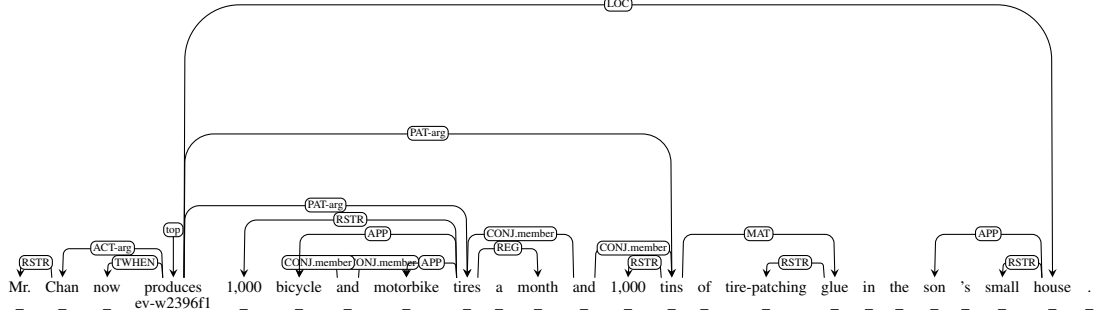 LOC
PAT-arg
PAT-arg
RSTR
top
APP
CONJ.member
MAT
APP
ACT-arg
REG
CONJ.member
RSTR
TWHEN
CONJ.member
CONJ.member
APP
RSTR
RSTR
RSTR
Mr. Chan now produces 1,000 bicycle and motorbike tires a month and 1,000 tins of tire-patching glue in the son 's small house .
ev-w2396f1
_ _ _ _ _ _ _ _ _ _ _ _ _ _ _ _ _ _ _ _ _ _ _